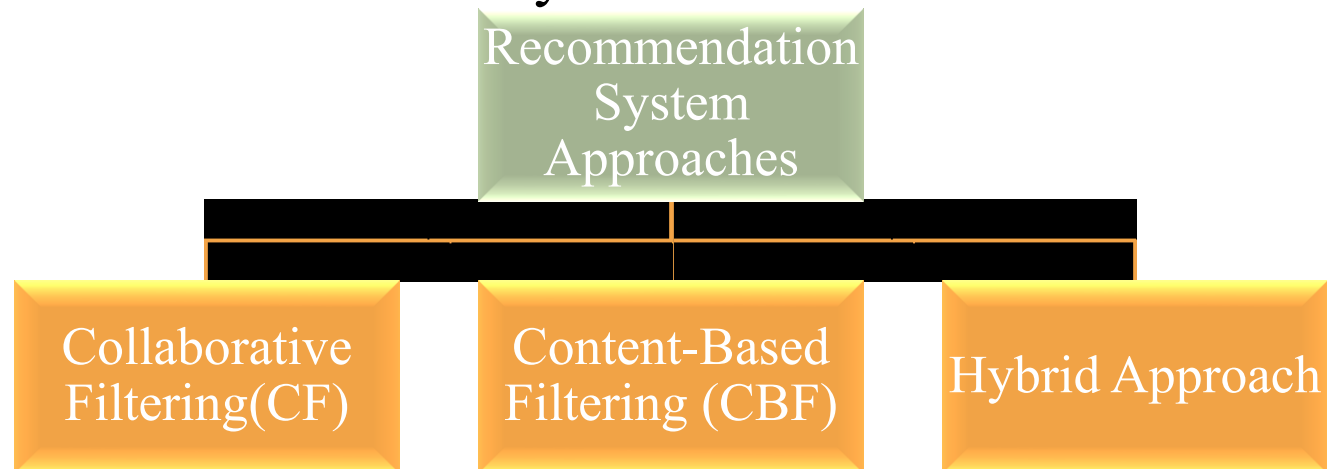 Recommendation
System
Approaches
Collaborative
Filtering(CF)
Content-Based
Filtering (CBF)
Hybrid Approach